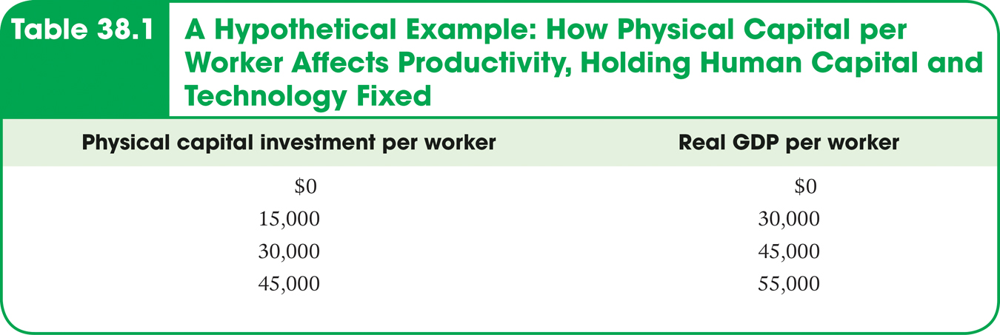 Table 38.1
A Hypothetical Example: How Physical Capital per
Worker Affects Productivity, Holding Human Capital and
Technology Fixed
Physical capital investment per worker Real GDP per worker
$0 $0
15,000 30,000
30,000 45,000
45,000 55,000